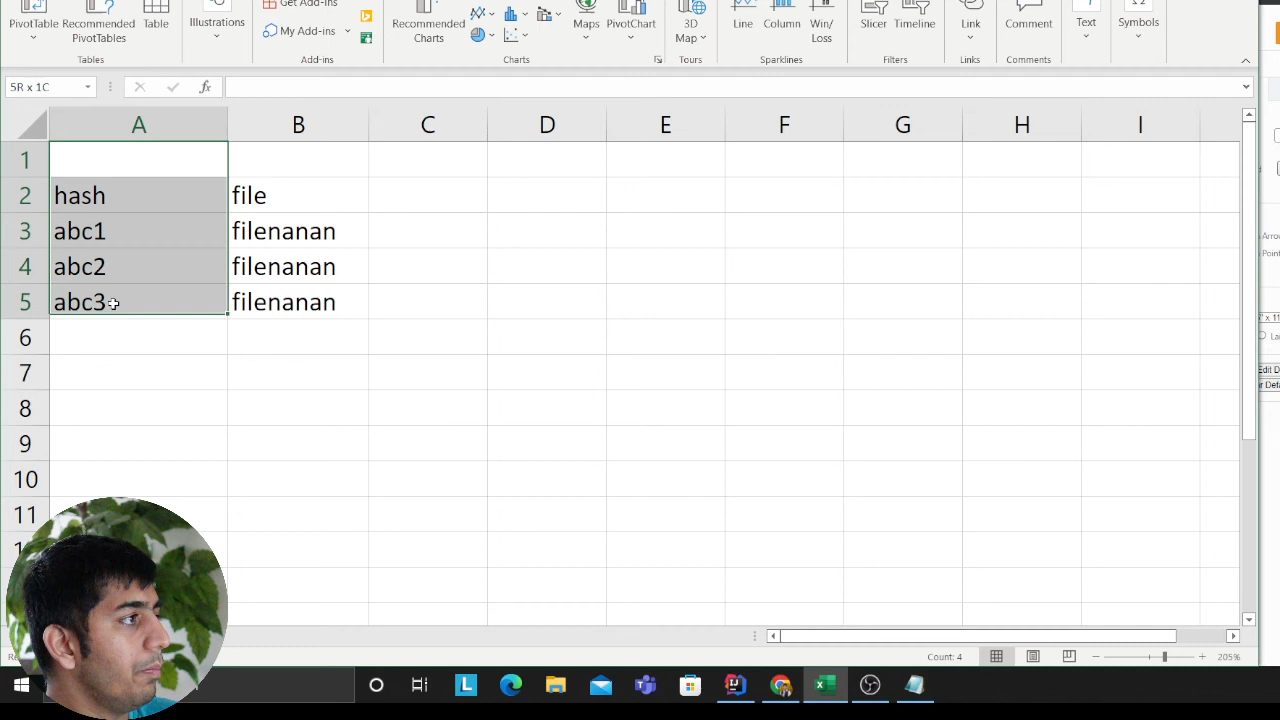 Get Add-ins
PivotTable Recommended PivotTables Table Illustrations My Add-ins Recommended Charts Maps PivotChart 3D Map Line Column Win/Loss Slicer Timeline Link Comment Text Symbols
Tables Add-ins Charts Tours Sparklines Filters Links Comments
5R x 1C fx
A B C D E F G H I
1
2 hash file
3 abc1 filenanan
4 abc2 filenanan
5 abc3 filenanan
6
7
8
9
10
11
Count: 4 205%